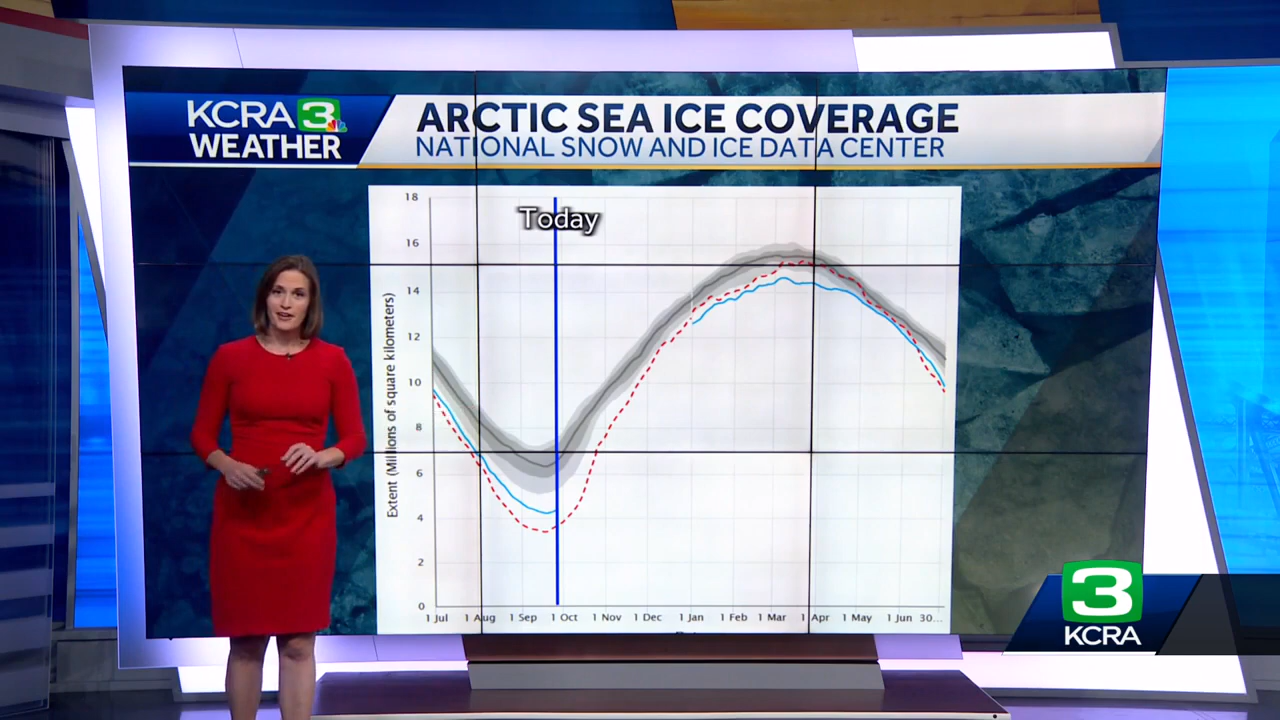 KCRA 3
WEATHER
ARCTIC SEA ICE COVERAGE
NATIONAL SNOW AND ICE DATA CENTER
Today
Extent (Millions of square kilometers)
18
16
14
12
10
8
6
4
2
0
1 Jul 1 Aug 1 Sep 1 Oct 1 Nov 1 Dec 1 Jan 1 Feb 1 Mar 1 Apr 1 May 1 Jun 30...
3
KCRA